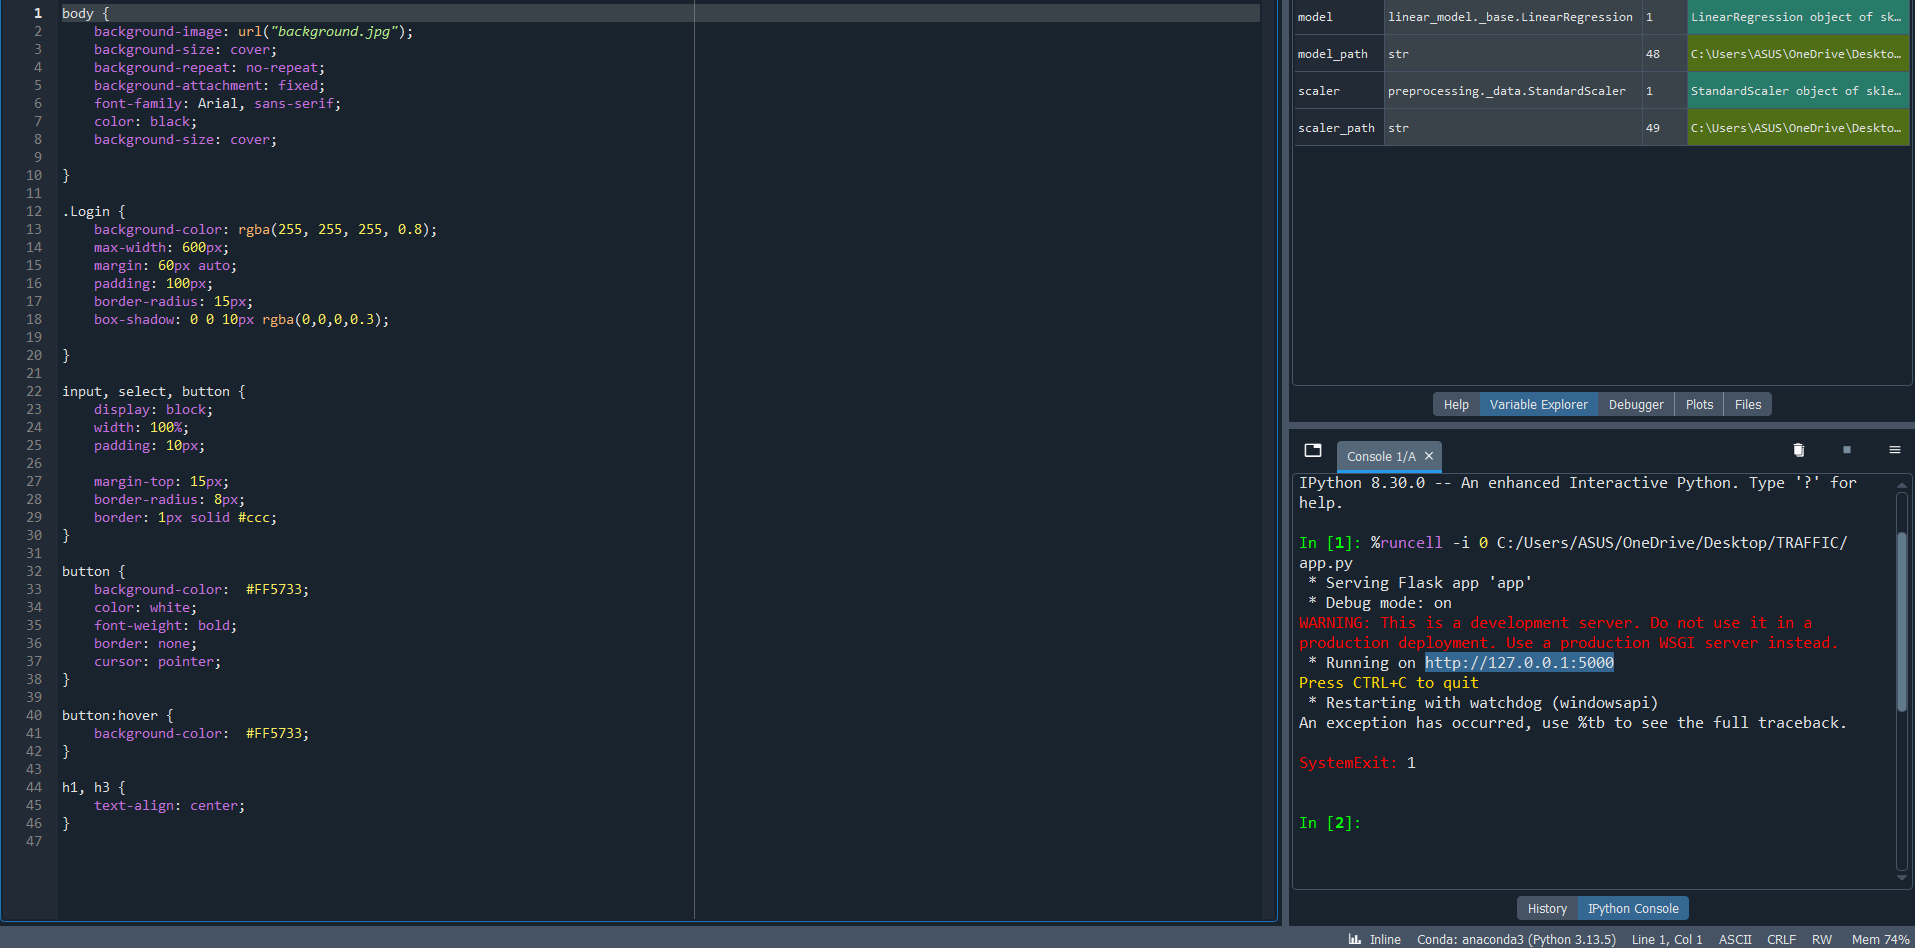 1 body {
2     background-image: url("background.jpg");
3     background-size: cover;
4     background-repeat: no-repeat;
5     background-attachment: fixed;
6     font-family: Arial, sans-serif;
7     color: black;
8     background-size: cover;
9
10 }
11
12 .Login {
13     background-color: rgba(255, 255, 255, 0.8);
14     max-width: 600px;
15     margin: 60px auto;
16     padding: 100px;
17     border-radius: 15px;
18     box-shadow: 0 0 10px rgba(0,0,0,0.3);
19
20 }
21
22 input, select, button {
23     display: block;
24     width: 100%;
25     padding: 10px;
26
27     margin-top: 15px;
28     border-radius: 8px;
29     border: 1px solid #ccc;
30 }
31
32 button {
33     background-color:  #FF5733;
34     color: white;
35     font-weight: bold;
36     border: none;
37     cursor: pointer;
38 }
39
40 button:hover {
41     background-color:  #FF5733;
42 }
43
44 h1, h3 {
45     text-align: center;
46 }
47
model linear_model._base.LinearRegression 1 LinearRegression object of sk…
model_path str 48 C:\Users\ASUS\OneDrive\Deskto…
scaler preprocessing._data.StandardScaler 1 StandardScaler object of skle…
scaler_path str 49 C:\Users\ASUS\OneDrive\Deskto…
Help Variable Explorer Debugger Plots Files
Console 1/A ×
IPython 8.30.0 -- An enhanced Interactive Python. Type '?' for
help.
In [1]: %runcell -i 0 C:/Users/ASUS/OneDrive/Desktop/TRAFFIC/
app.py
 * Serving Flask app 'app'
 * Debug mode: on
WARNING: This is a development server. Do not use it in a
production deployment. Use a production WSGI server instead.
 * Running on http://127.0.0.1:5000
Press CTRL+C to quit
 * Restarting with watchdog (windowsapi)
An exception has occurred, use %tb to see the full traceback.
SystemExit: 1
In [2]:
History IPython Console
Inline Conda: anaconda3 (Python 3.13.5) Line 1, Col 1 ASCII CRLF RW Mem 74%